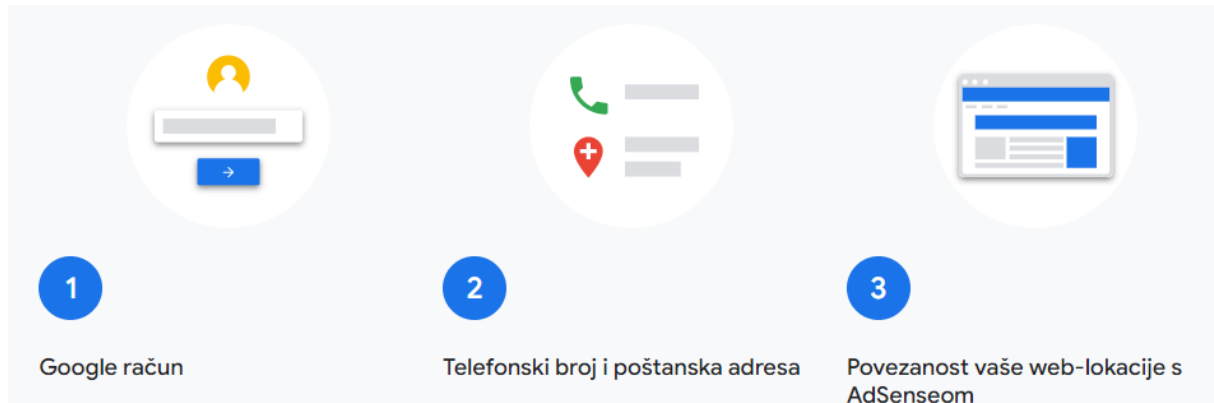 1
2
3
Google račun
Telefonski broj i poštanska adresa
Povezanost vaše web-lokacije s
AdSenseom